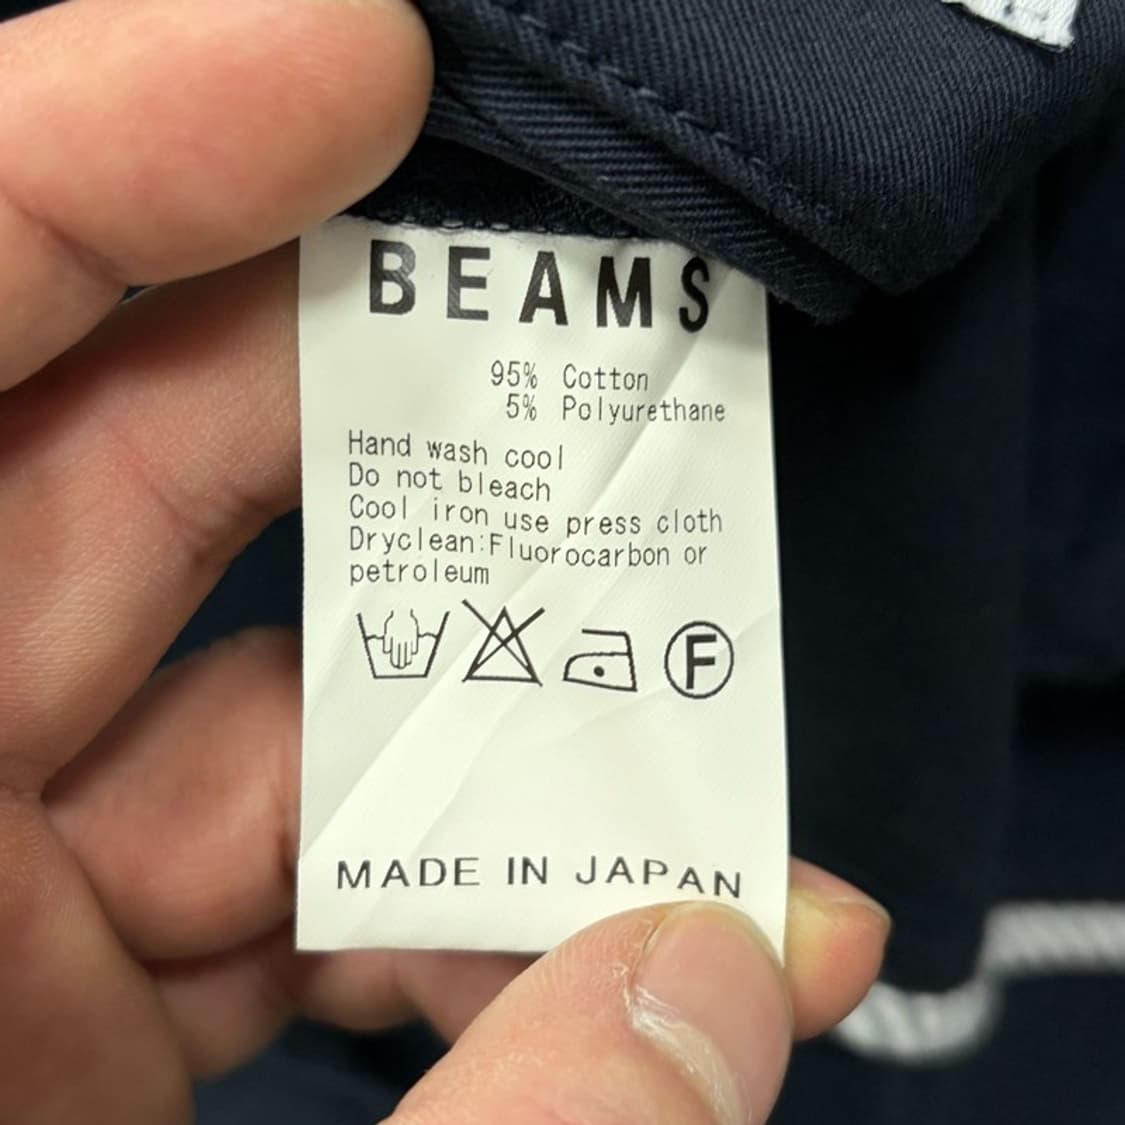 BEAMS
95% Cotton
5% Polyurethane
Hand wash cool
Do not bleach
Cool iron use press cloth
Dryclean:Fluorocarbon or
petroleum
F
MADE IN JAPAN